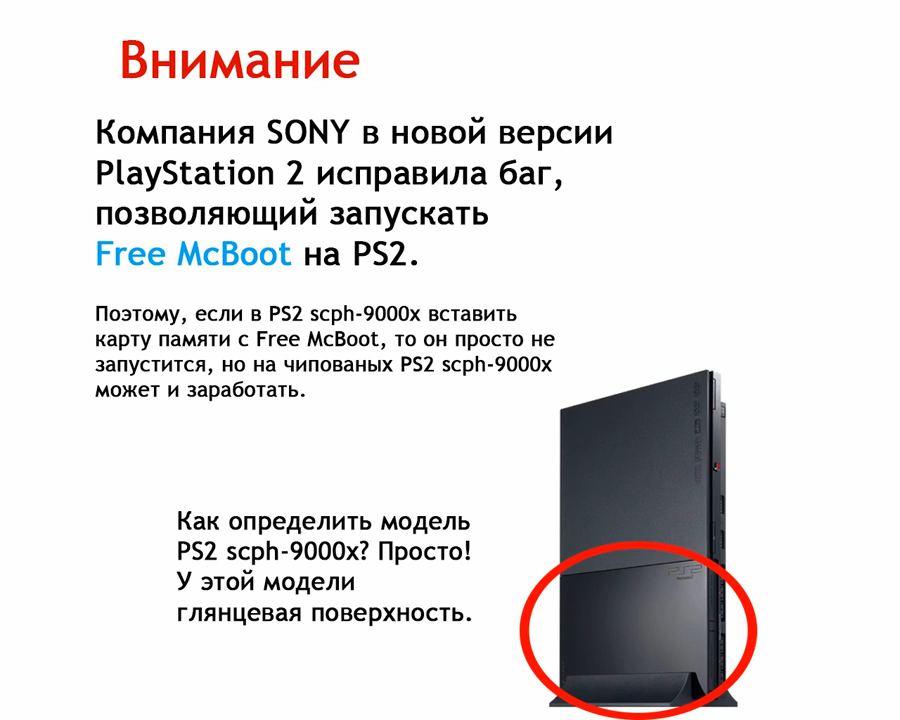 Внимание
Компания SONY в новой версии
PlayStation 2 исправила баг,
позволяющий запускать
Free McBoot на PS2.
Поэтому, если в PS2 scph-9000x вставить
карту памяти с Free McBoot, то он просто не
запустится, но на чипованых PS2 scph-9000x
может и заработать.
Как определить модель
PS2 scph-9000x? Просто!
У этой модели
глянцевая поверхность.
PS2